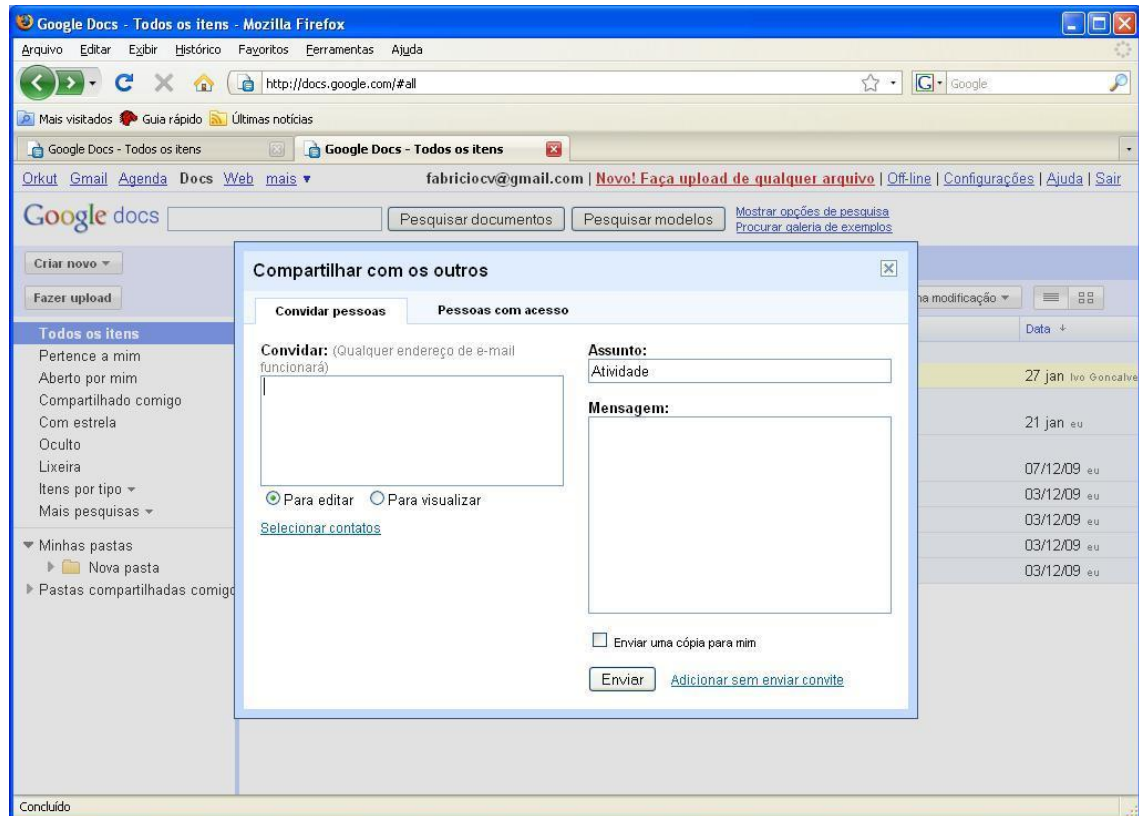 Google Docs - Todos os itens - Mozilla Firefox
Arquivo Editar Exibir Histórico Favoritos Ferramentas Ajuda
http://docs.google.com/#all
G Google
Mais visitados Guia rápido Últimas notícias
Google Docs - Todos os itens Google Docs - Todos os itens
Orkut Gmail Agenda Docs Web mais fabriciocv@gmail.com | Novo! Faça upload de qualquer arquivo | Off-line | Configurações | Ajuda | Sair
Google docs Pesquisar documentos Pesquisar modelos Mostrar opções de pesquisa
Procurar galeria de exemplos
Criar novo
Compartilhar com os outros
Fazer upload
Convidar pessoas Pessoas com acesso
modificação
Todos os itens
Data
Pertence a mim
Convidar: (Qualquer endereço de e-mail funcionará)
Assunto:
Atividade
Aberto por mim
27 jan Ivo Goncalve
Compartilhado comigo
Mensagem:
Com estrela
21 jan eu
Oculto
Lixeira
07/12/09 eu
Itens por tipo
Para editar Para visualizar
03/12/09 eu
Mais pesquisas
03/12/09 eu
Selecionar contatos
Minhas pastas
03/12/09 eu
Nova pasta
03/12/09 eu
Pastas compartilhadas comigo
Enviar uma cópia para mim
Enviar Adicionar sem enviar convite
Concluído